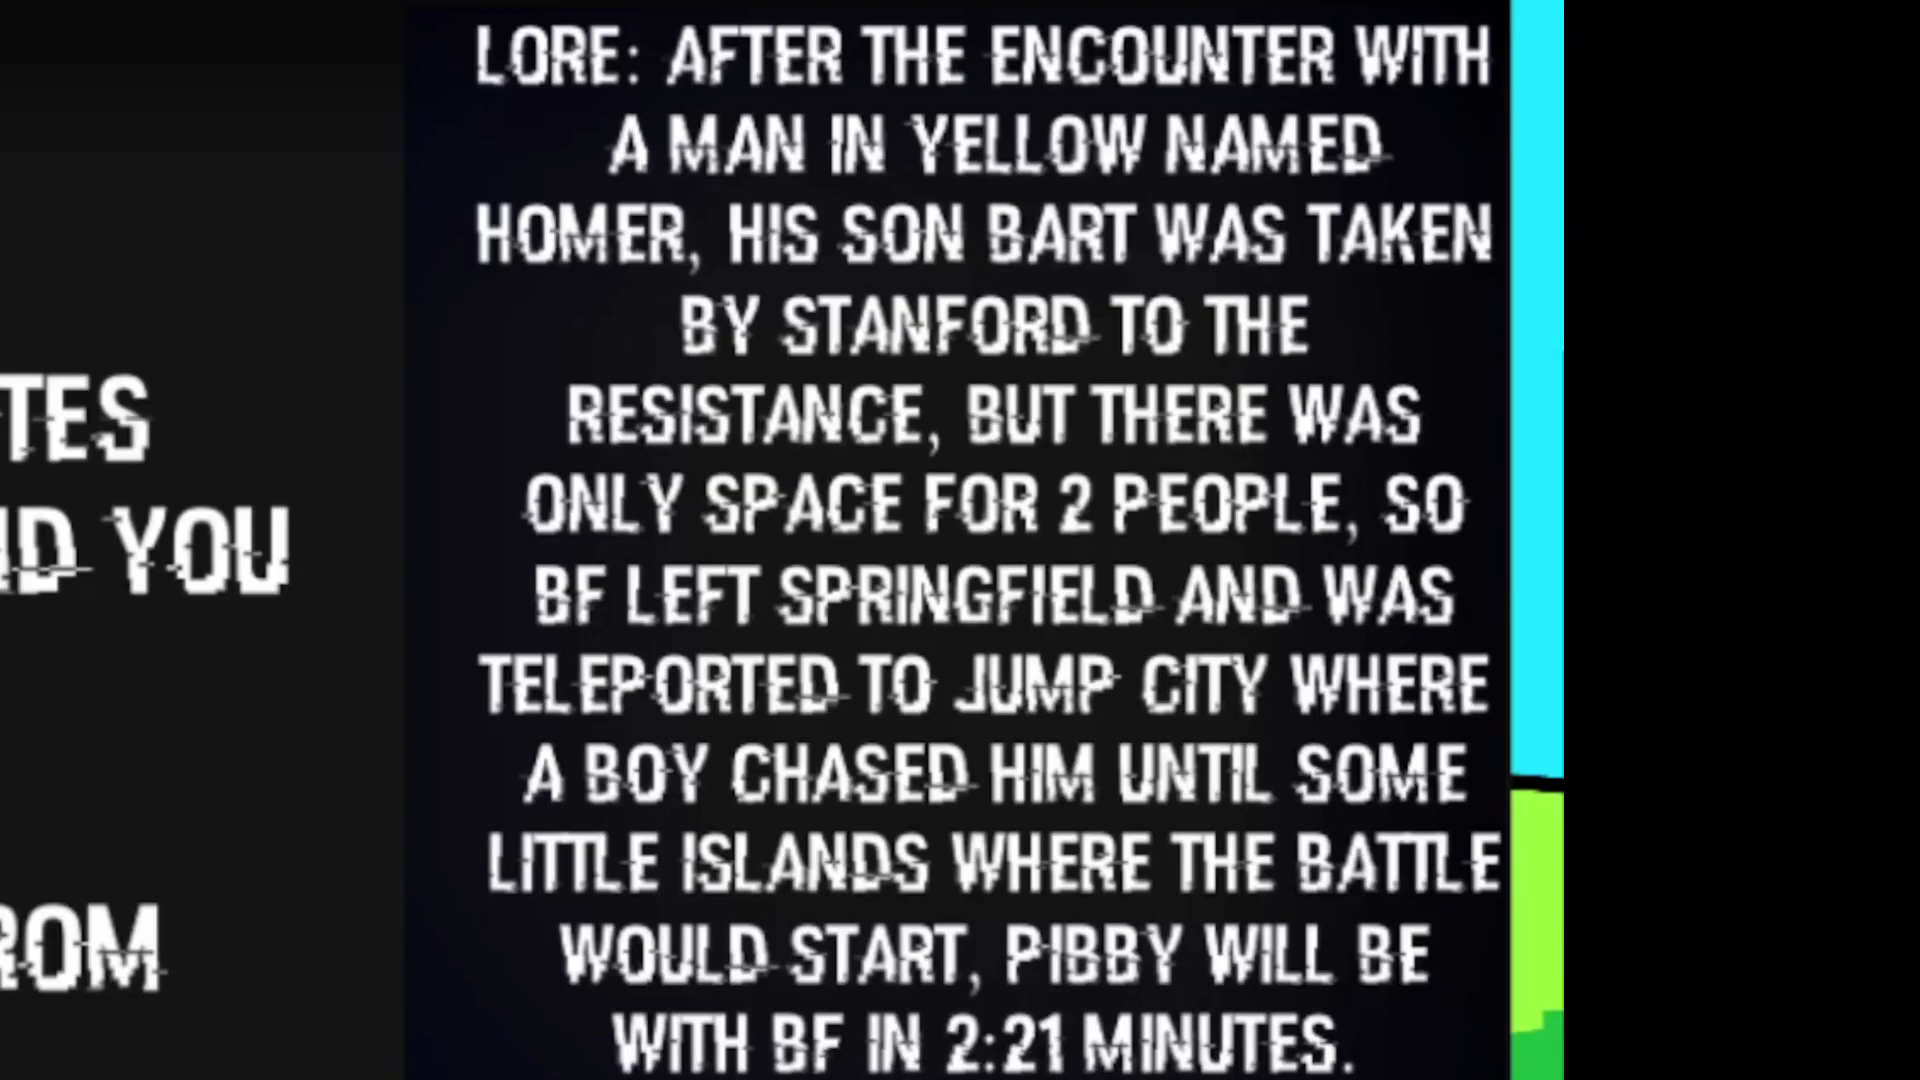 TES
YOU
LORE: AFTER THE ENCOUNTER WITH
A MAN IN YELLOW NAMED
HOMER, HIS SON BART WAS TAKEN
BY STANFORD TO THE
RESISTANCE, BUT THERE WAS
ONLY SPACE FOR 2 PEOPLE, SO
BF LEFT SPRINGFIELD AND WAS
TELEPORTED TO JUMP CITY WHERE
A BOY CHASED HIM UNTIL SOME
LITTLE ISLANDS WHERE THE BATTLE
WOULD START, PIBBY WILL BE
WITH BF IN 2:21 MINUTES.